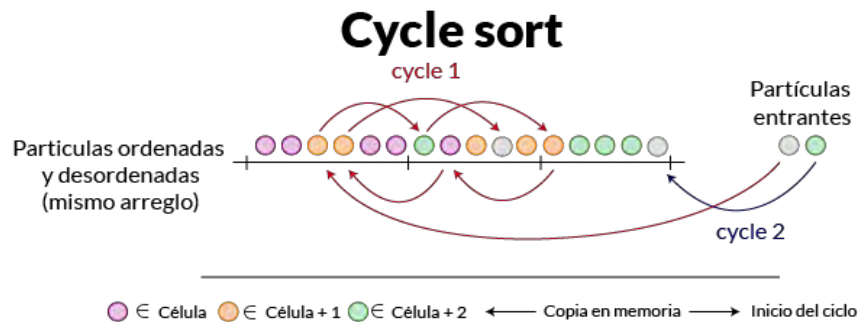 Cycle sort
cycle 1
Partículas
entrantes
Particulas ordenadas
y desordenadas
(mismo arreglo)
cycle 2
∈ Célula ∈ Célula + 1 ∈ Célula + 2 Copia en memoria Inicio del ciclo